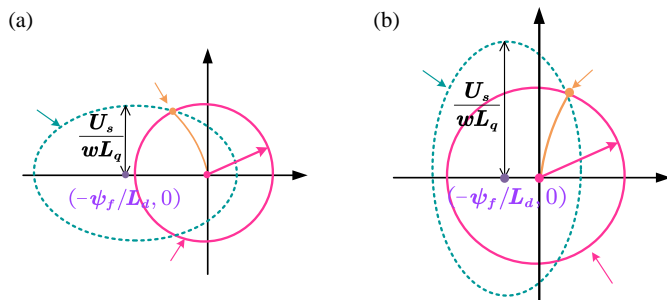 (a)
(b)
U_s
wL_q
(-ψ_f/L_d, 0)
U_s
wL_q
(-ψ_f/L_d, 0)